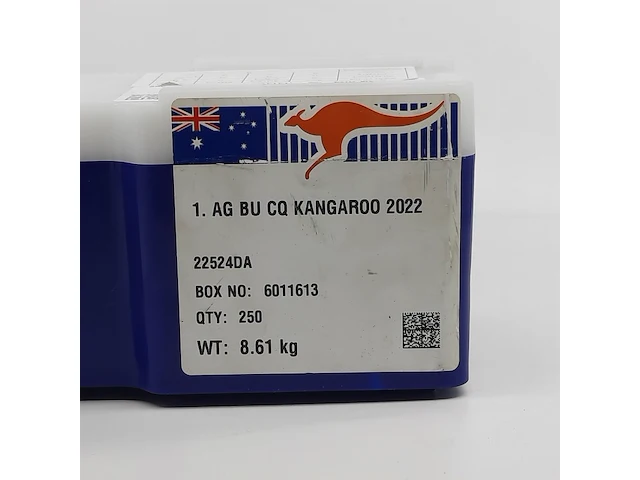 1. AG BU CQ KANGAROO 2022
22524DA
BOX NO: 6011613
QTY: 250
WT: 8.61 kg